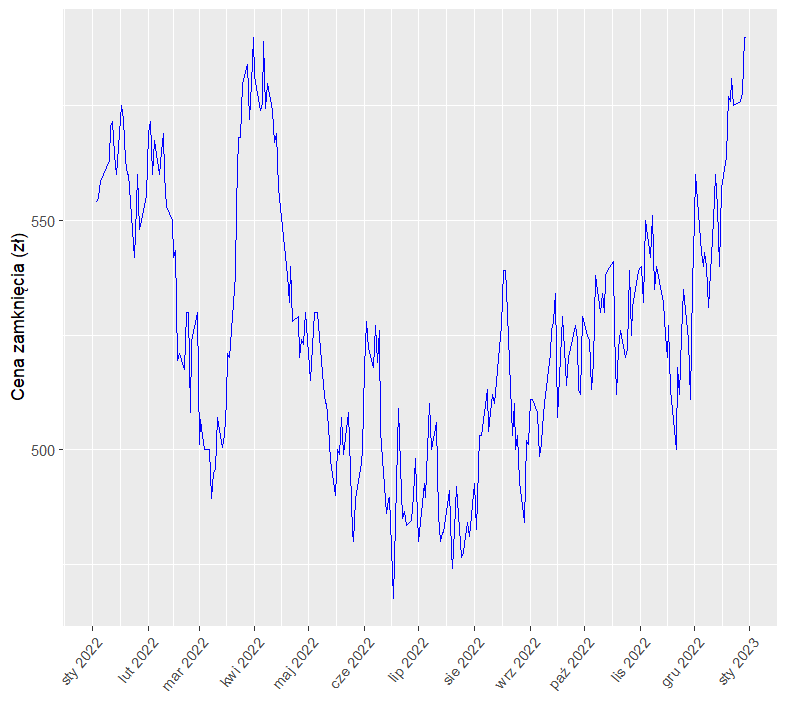 Cena zamknięcia (zł)
550
500
sty 2022
lut 2022
mar 2022
kwi 2022
maj 2022
cze 2022
lip 2022
sie 2022
wrz 2022
paź 2022
lis 2022
gru 2022
sty 2023